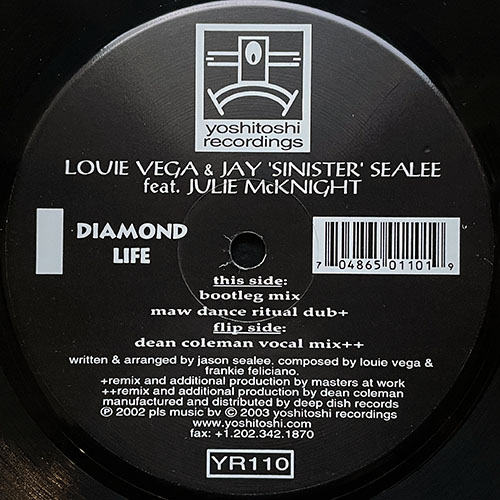 yoshitoshi
recordings
LOUIE VEGA & JAY 'SINISTER' SEALEE
feat. JULIE McKNIGHT
DIAMOND
LIFE
7 04865 01101 9
this side:
bootleg mix
maw dance ritual dub+
flip side:
dean coleman vocal mix++
written & arranged by jason sealee. composed by louie vega &
frankie feliciano.
+remix and additional production by masters at work
++remix and additional production by dean coleman
manufactured and distributed by deep dish records
℗ 2002 pls music bv © 2003 yoshitoshi recordings
www.yoshitoshi.com
fax: +1.202.342.1870
YR110